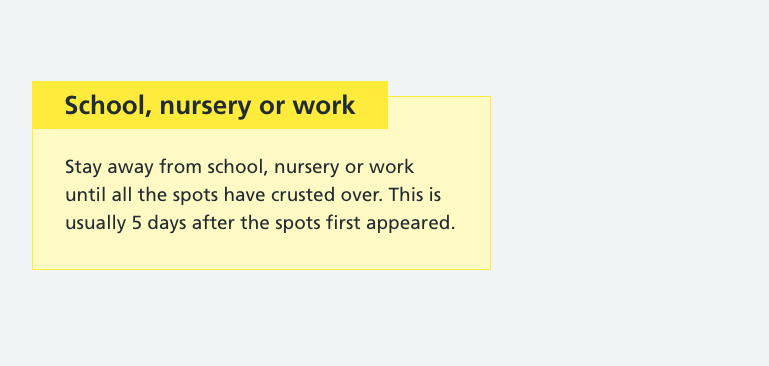 School, nursery or work
Stay away from school, nursery or work
until all the spots have crusted over. This is
usually 5 days after the spots first appeared.